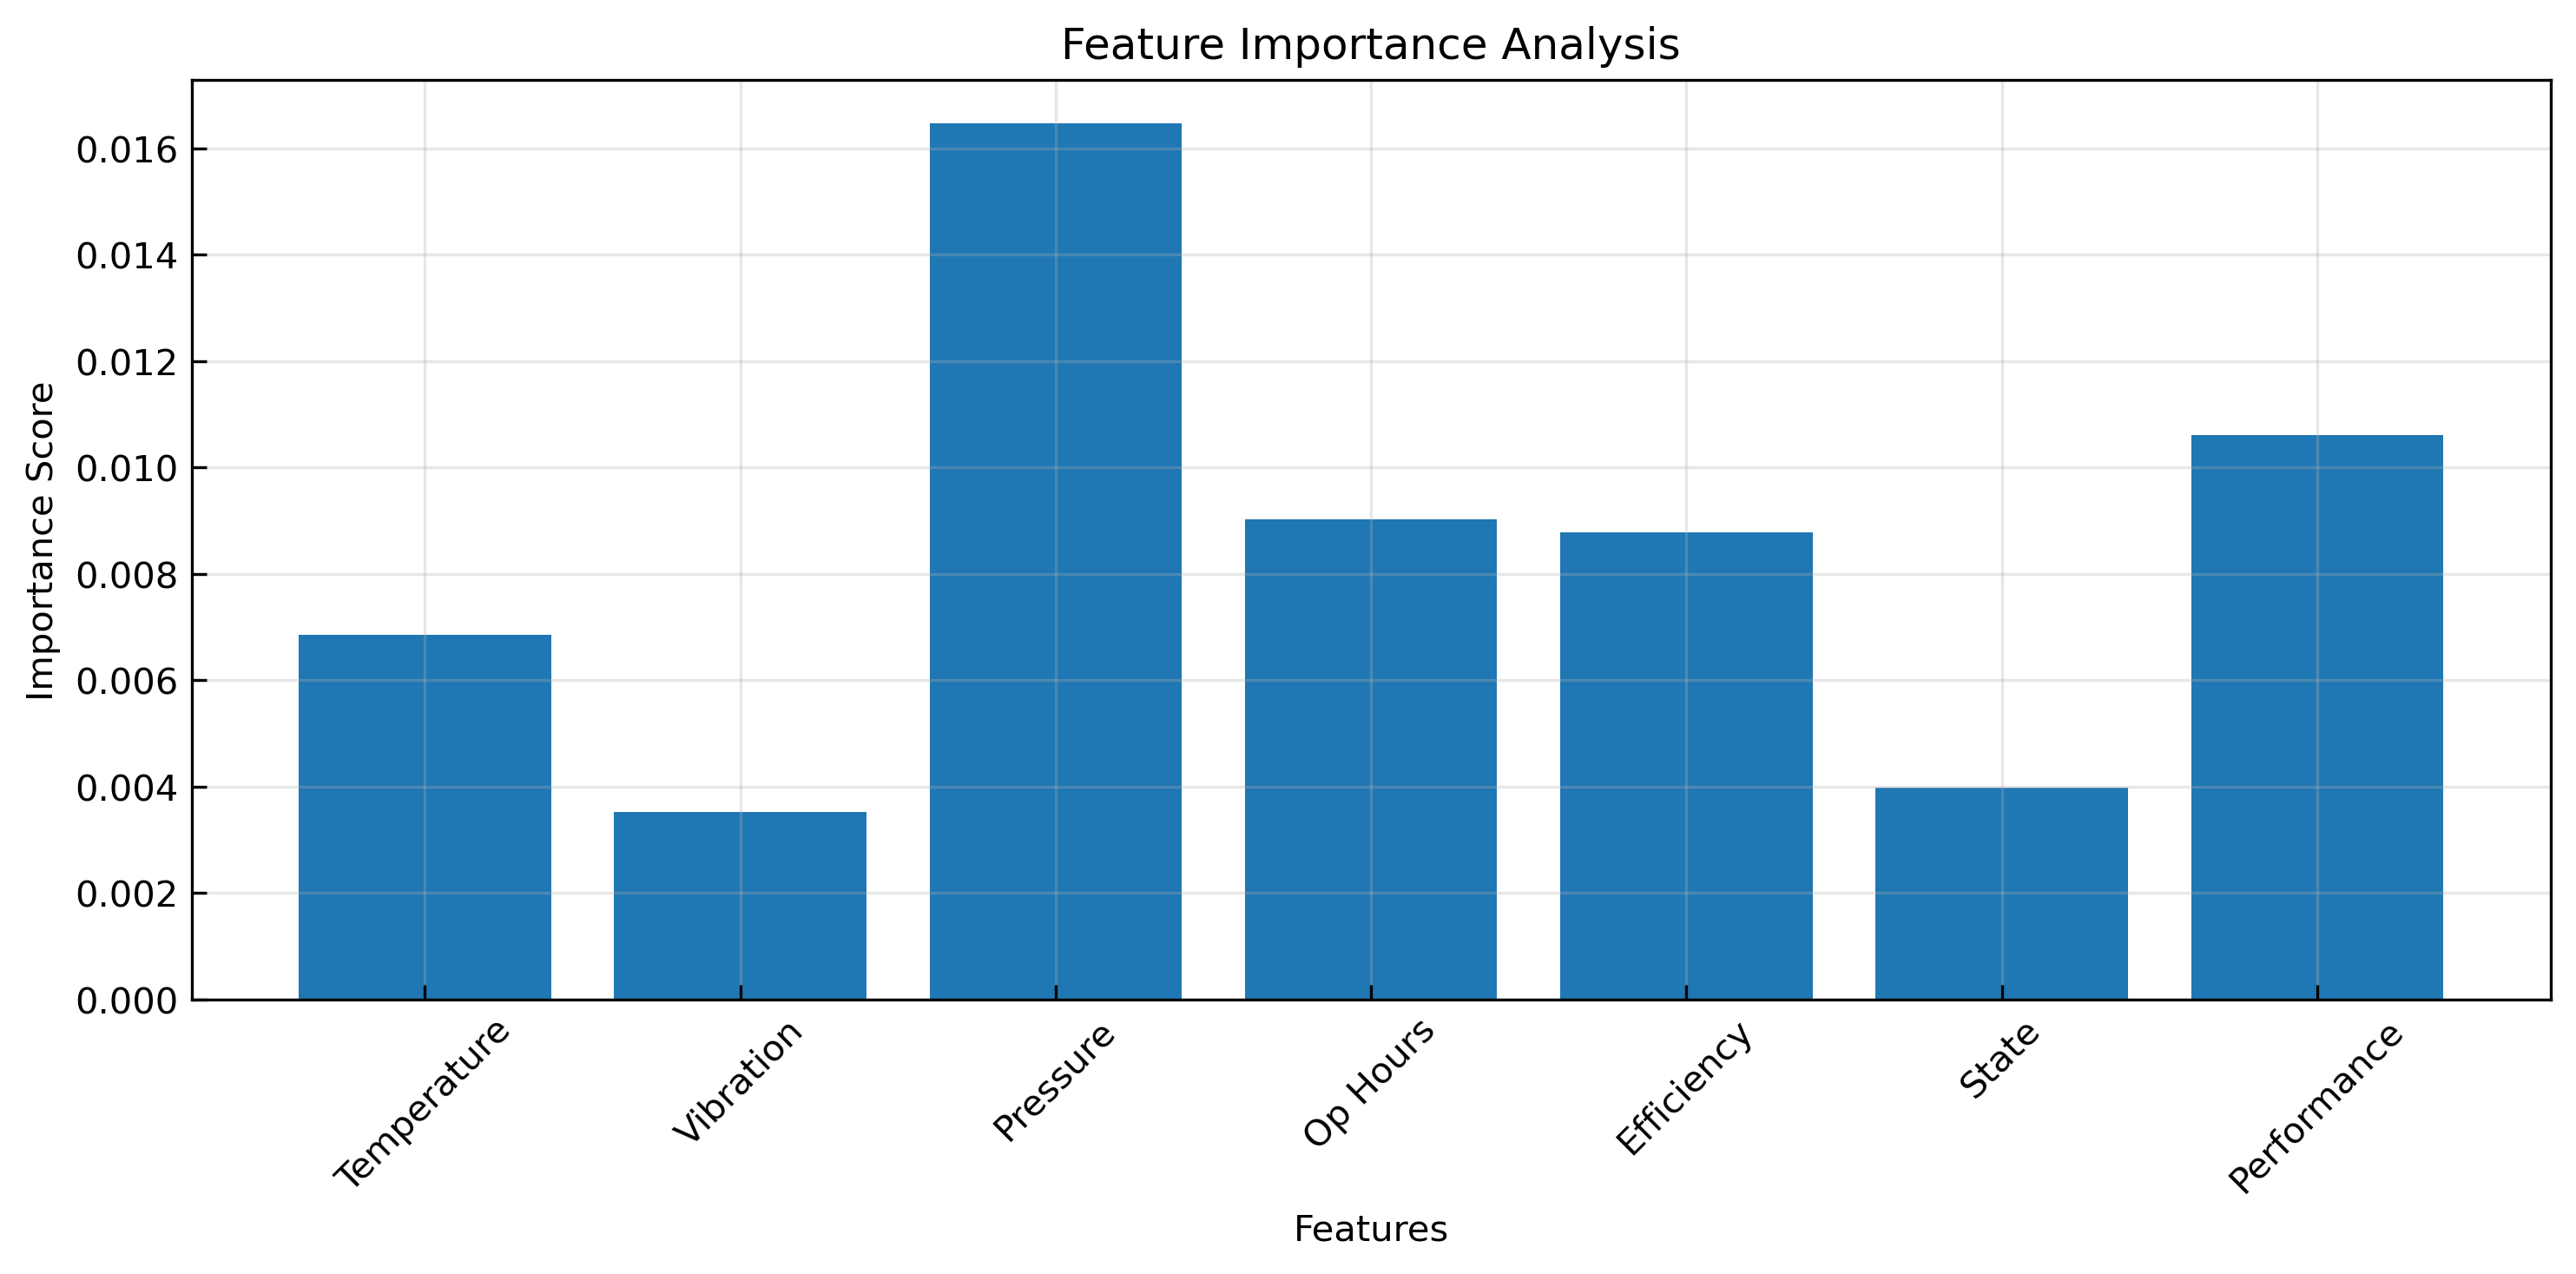 Feature Importance Analysis
Importance Score
0.016
0.014
0.012
0.010
0.008
0.006
0.004
0.002
0.000
Temperature
Vibration
Pressure
Op Hours
Efficiency
State
Performance
Features